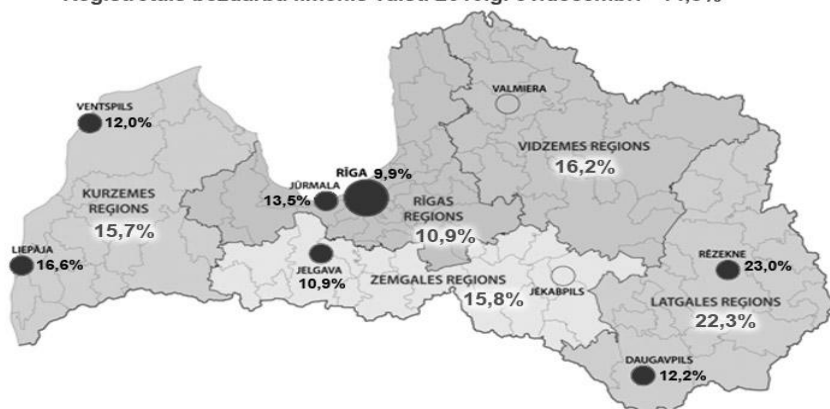 VENTSPILS
12,0%
VALMIERA
VIDZEMES REĢIONS
16,2%
RĪGA 9,9%
JŪRMALA
13,5%
KURZEMES
REĢIONS
15,7%
RĪGAS
REĢIONS
10,9%
LIEPĀJA
16,6%
JELGAVA
10,9%
ZEMGALES REĢIONS
15,8%
JĒKABPILS
RĒZEKNE
23,0%
LATGALES REĢIONS
22,3%
DAUGAVPILS
12,2%